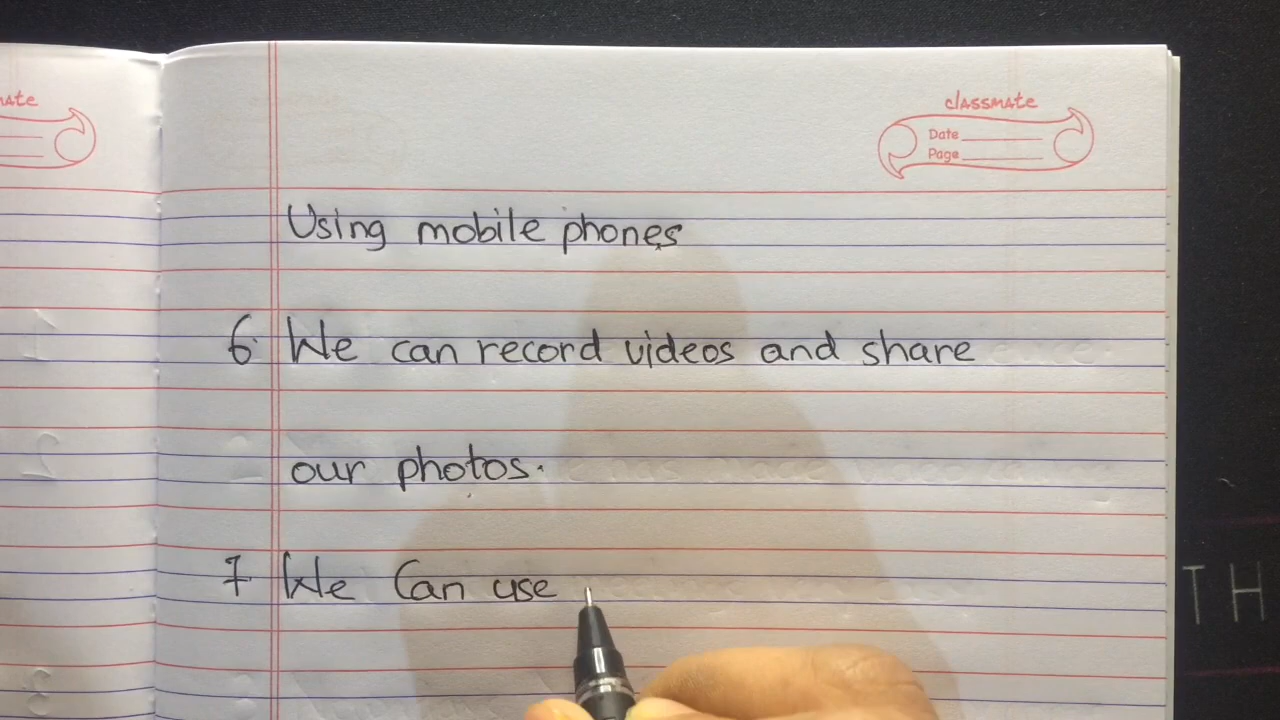 classmate
Date
Page
Using mobile phones
6. We can record videos and share
our photos.
7 We Can use
TH